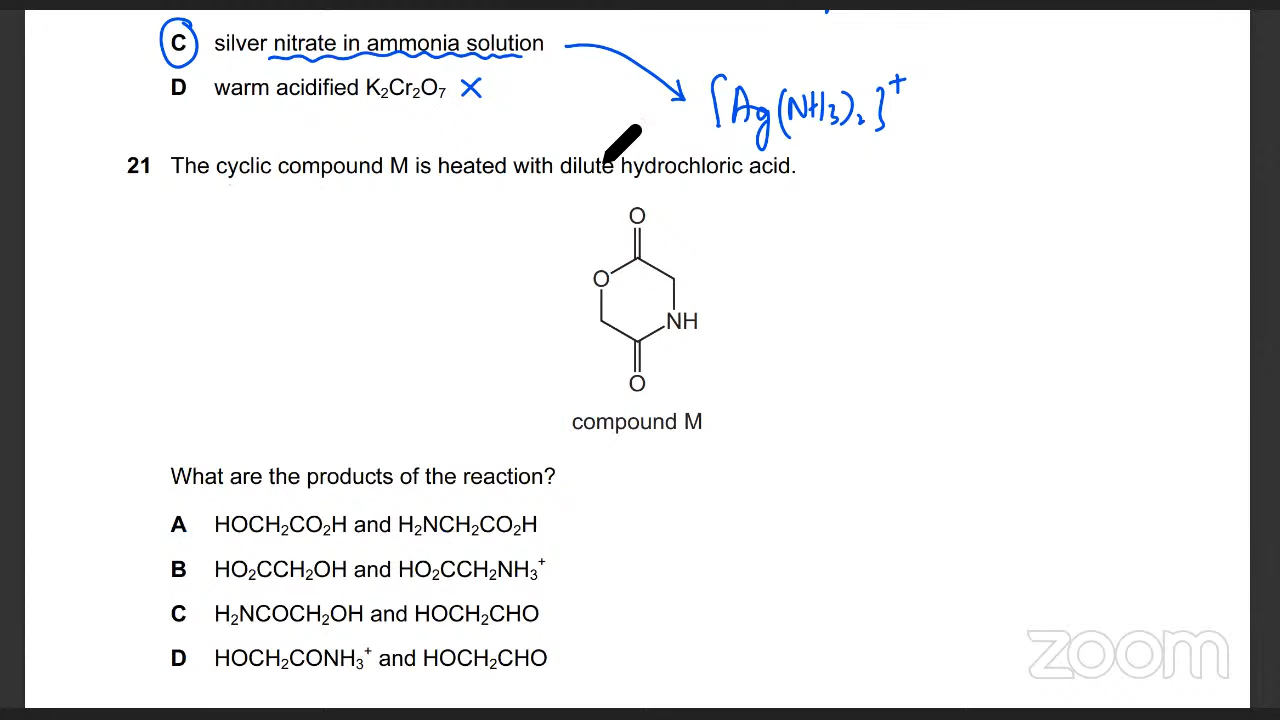 C silver nitrate in ammonia solution
[Ag(NH3)2]+
D warm acidified K₂Cr₂O₇ ×
21 The cyclic compound M is heated with dilute hydrochloric acid.
O
O
NH
O
compound M
What are the products of the reaction?
A HOCH₂CO₂H and H₂NCH₂CO₂H
B HO₂CCH₂OH and HO₂CCH₂NH₃⁺
C H₂NCOCH₂OH and HOCH₂CHO
D HOCH₂CONH₃⁺ and HOCH₂CHO
zoom